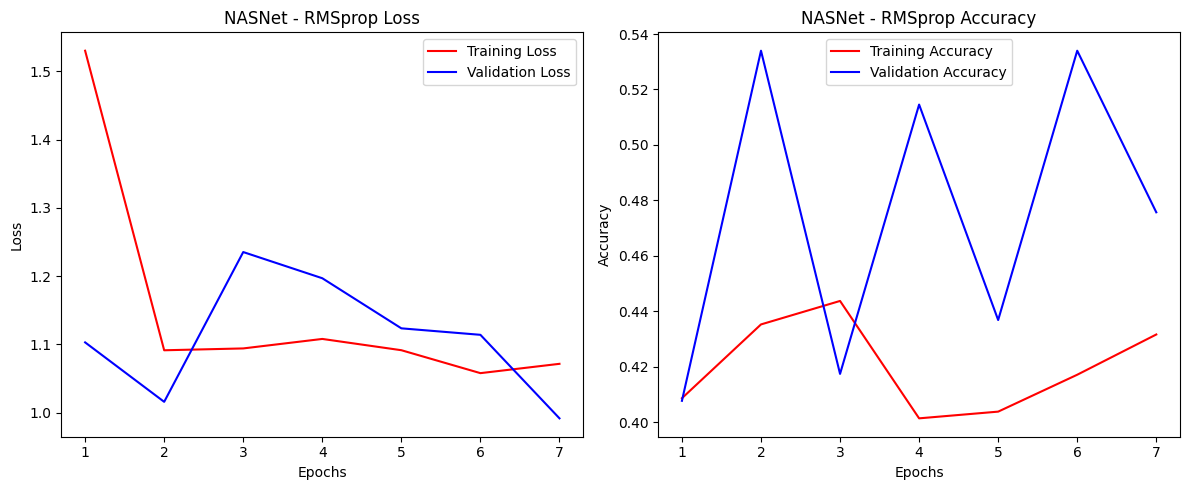 NASNet - RMSprop Loss
Training Loss
Validation Loss
Loss
1.5
1.4
1.3
1.2
1.1
1.0
1 2 3 4 5 6 7
Epochs
NASNet - RMSprop Accuracy
Training Accuracy
Validation Accuracy
Accuracy
0.54
0.52
0.50
0.48
0.46
0.44
0.42
0.40
1 2 3 4 5 6 7
Epochs